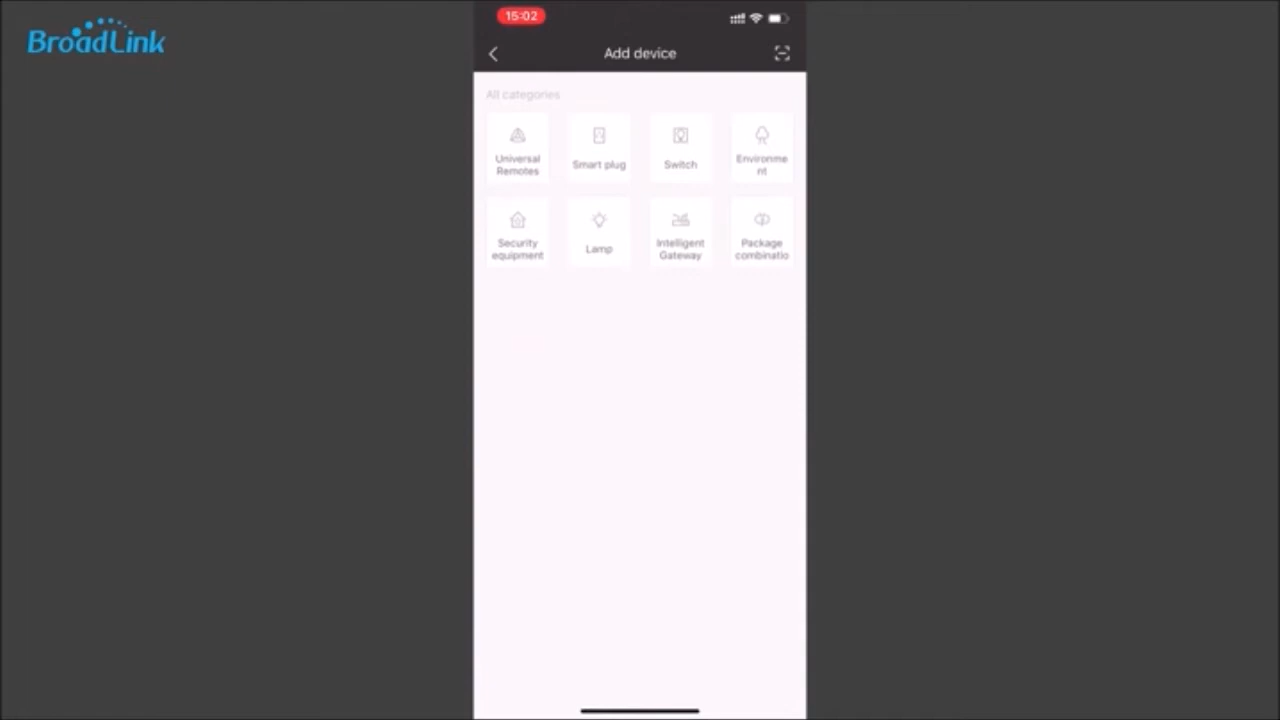 BroadLink
15:02
Add device
All categories
Universal
Remotes
Smart plug
Switch
Environme
nt
Security
equipment
Lamp
Intelligent
Gateway
Package
combinatio